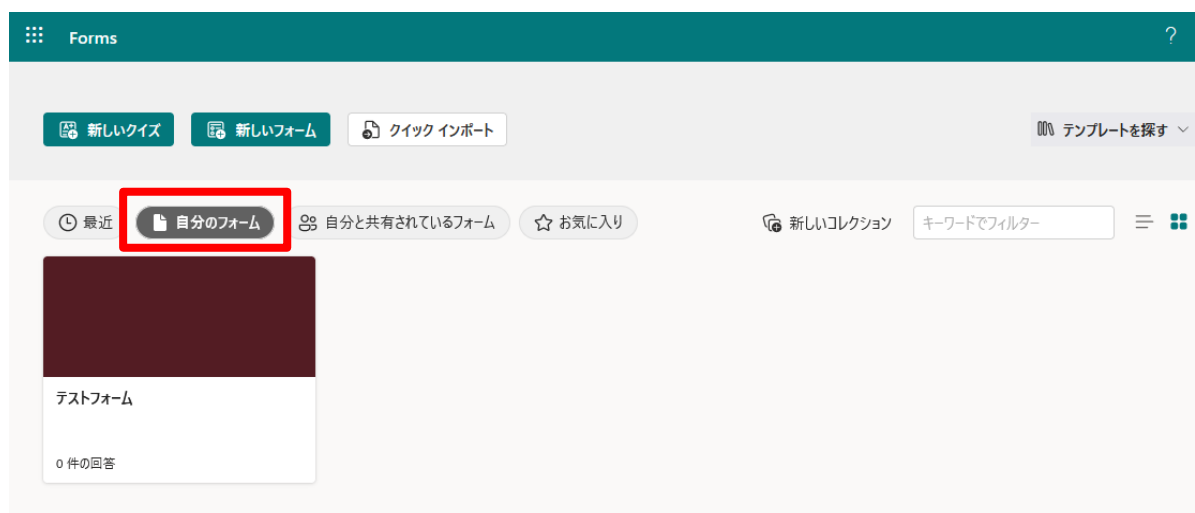 Forms
?
新しいクイズ
新しいフォーム
クイック インポート
テンプレートを探す
最近
自分のフォーム
自分と共有されているフォーム
お気に入り
新しいコレクション
キーワードでフィルター
テストフォーム
0 件の回答